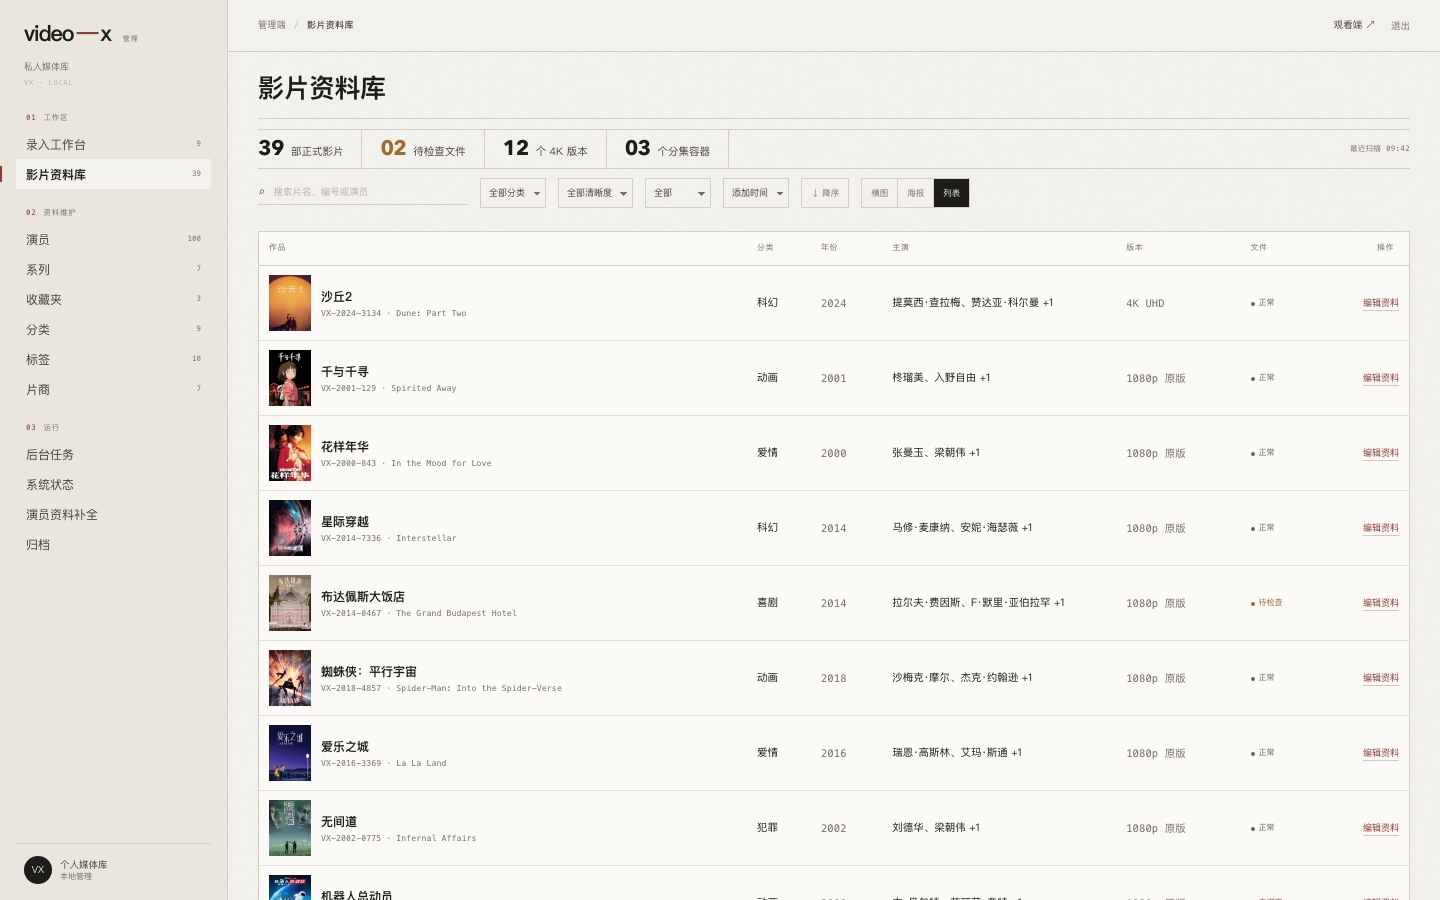 video—x 管理
私人媒体库
VX · LOCAL
01 工作区
录入工作台 9
影片资料库 39
02 资料维护
演员 100
系列 7
收藏夹 3
分类 9
标签 10
片商 7
03 运行
后台任务
系统状态
演员资料补全
归档
VX 个人媒体库
本地管理
管理端 / 影片资料库
观看端 ↗ 退出
影片资料库
39 部正式影片 02 待检查文件 12 个 4K 版本 03 个分集容器 最近扫描 09:42
搜索片名、编号或演员 全部分类 全部清晰度 全部 添加时间 ↓ 降序 横图 海报 列表
作品 分类 年份 主演 版本 文件 操作
沙丘2 科幻 2024 提莫西·查拉梅、赞达亚·科尔曼 +1 4K UHD 正常 编辑资料
VX-2024-3134 · Dune: Part Two
千与千寻
千与千寻 动画 2001 柊瑠美、入野自由 +1 1080p 原版 正常 编辑资料
VX-2001-129 · Spirited Away
花样年华 爱情 2000 张曼玉、梁朝伟 +1 1080p 原版 正常 编辑资料
VX-2000-843 · In the Mood for Love
花样年华
星际穿越 科幻 2014 马修·麦康纳、安妮·海瑟薇 +1 1080p 原版 正常 编辑资料
VX-2014-7336 · Interstellar
布达佩斯大饭店 喜剧 2014 拉尔夫·费因斯、F·默里·亚伯拉罕 +1 1080p 原版 待检查 编辑资料
VX-2014-0467 · The Grand Budapest Hotel
蜘蛛侠：平行宇宙 动画 2018 沙梅克·摩尔、杰克·约翰逊 +1 1080p 原版 正常 编辑资料
VX-2018-4857 · Spider-Man: Into the Spider-Verse
爱乐之城
爱乐之城 爱情 2016 瑞恩·高斯林、艾玛·斯通 +1 1080p 原版 正常 编辑资料
VX-2016-3369 · La La Land
无间道 犯罪 2002 刘德华、梁朝伟 +1 1080p 原版 正常 编辑资料
VX-2002-0775 · Infernal Affairs
机器人总动员